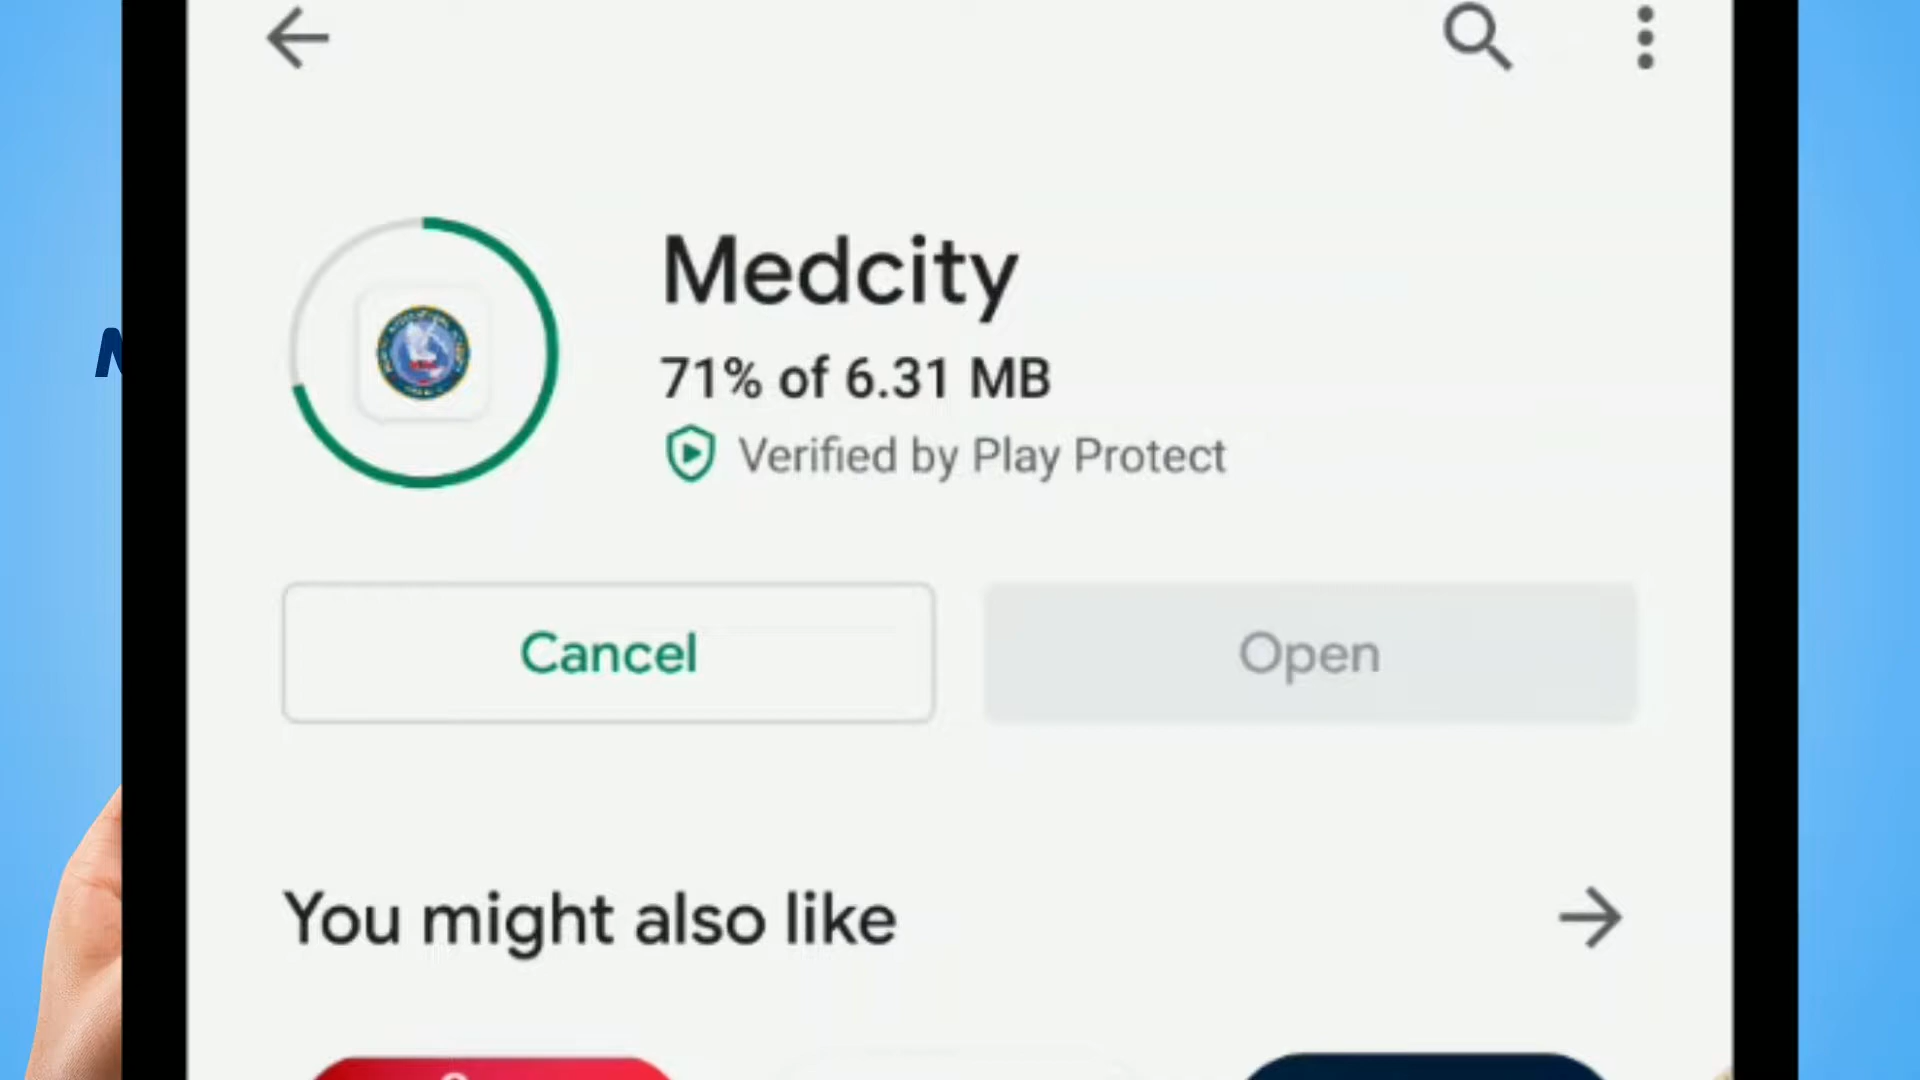 Medcity
71% of 6.31 MB
Verified by Play Protect
Cancel
Open
You might also like